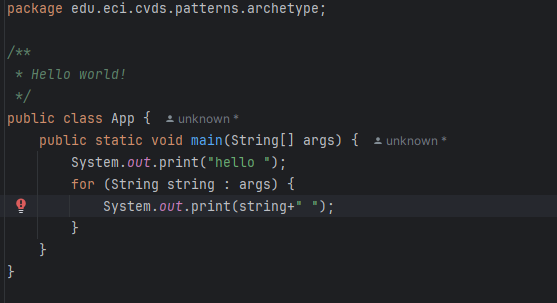 package edu.eci.cvds.patterns.archetype;
/**
 * Hello world!
 */
public class App { unknown *
    public static void main(String[] args) { unknown *
        System.out.print("hello ");
        for (String string : args) {
            System.out.print(string+" ");
        }
    }
}